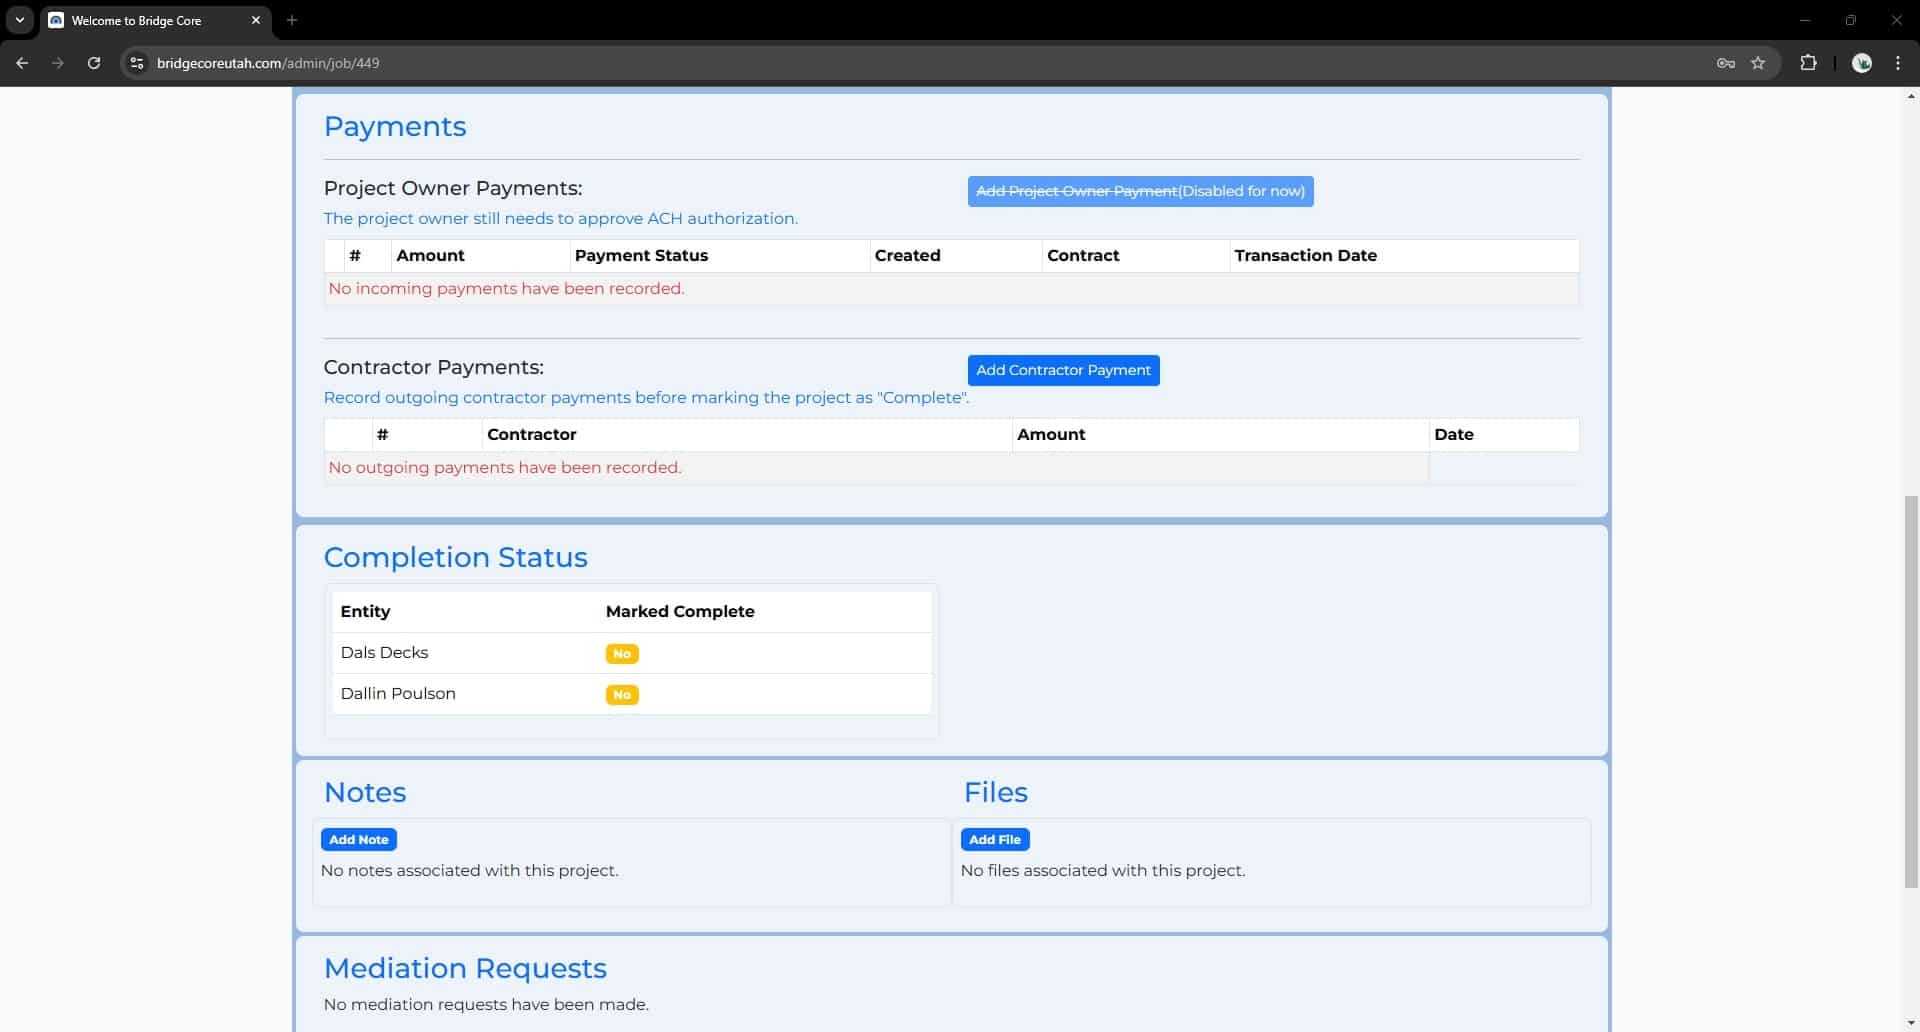 Welcome to Bridge Core
bridgecoreutah.com/admin/job/449
Payments
Project Owner Payments:
Add Project Owner Payment(Disabled for now)
The project owner still needs to approve ACH authorization.
# Amount Payment Status Created Contract Transaction Date
No incoming payments have been recorded.
Contractor Payments:
Add Contractor Payment
Record outgoing contractor payments before marking the project as "Complete".
# Contractor Amount Date
No outgoing payments have been recorded.
Completion Status
Entity Marked Complete
Dals Decks No
Dallin Poulson No
Notes
Add Note
No notes associated with this project.
Files
Add File
No files associated with this project.
Mediation Requests
No mediation requests have been made.